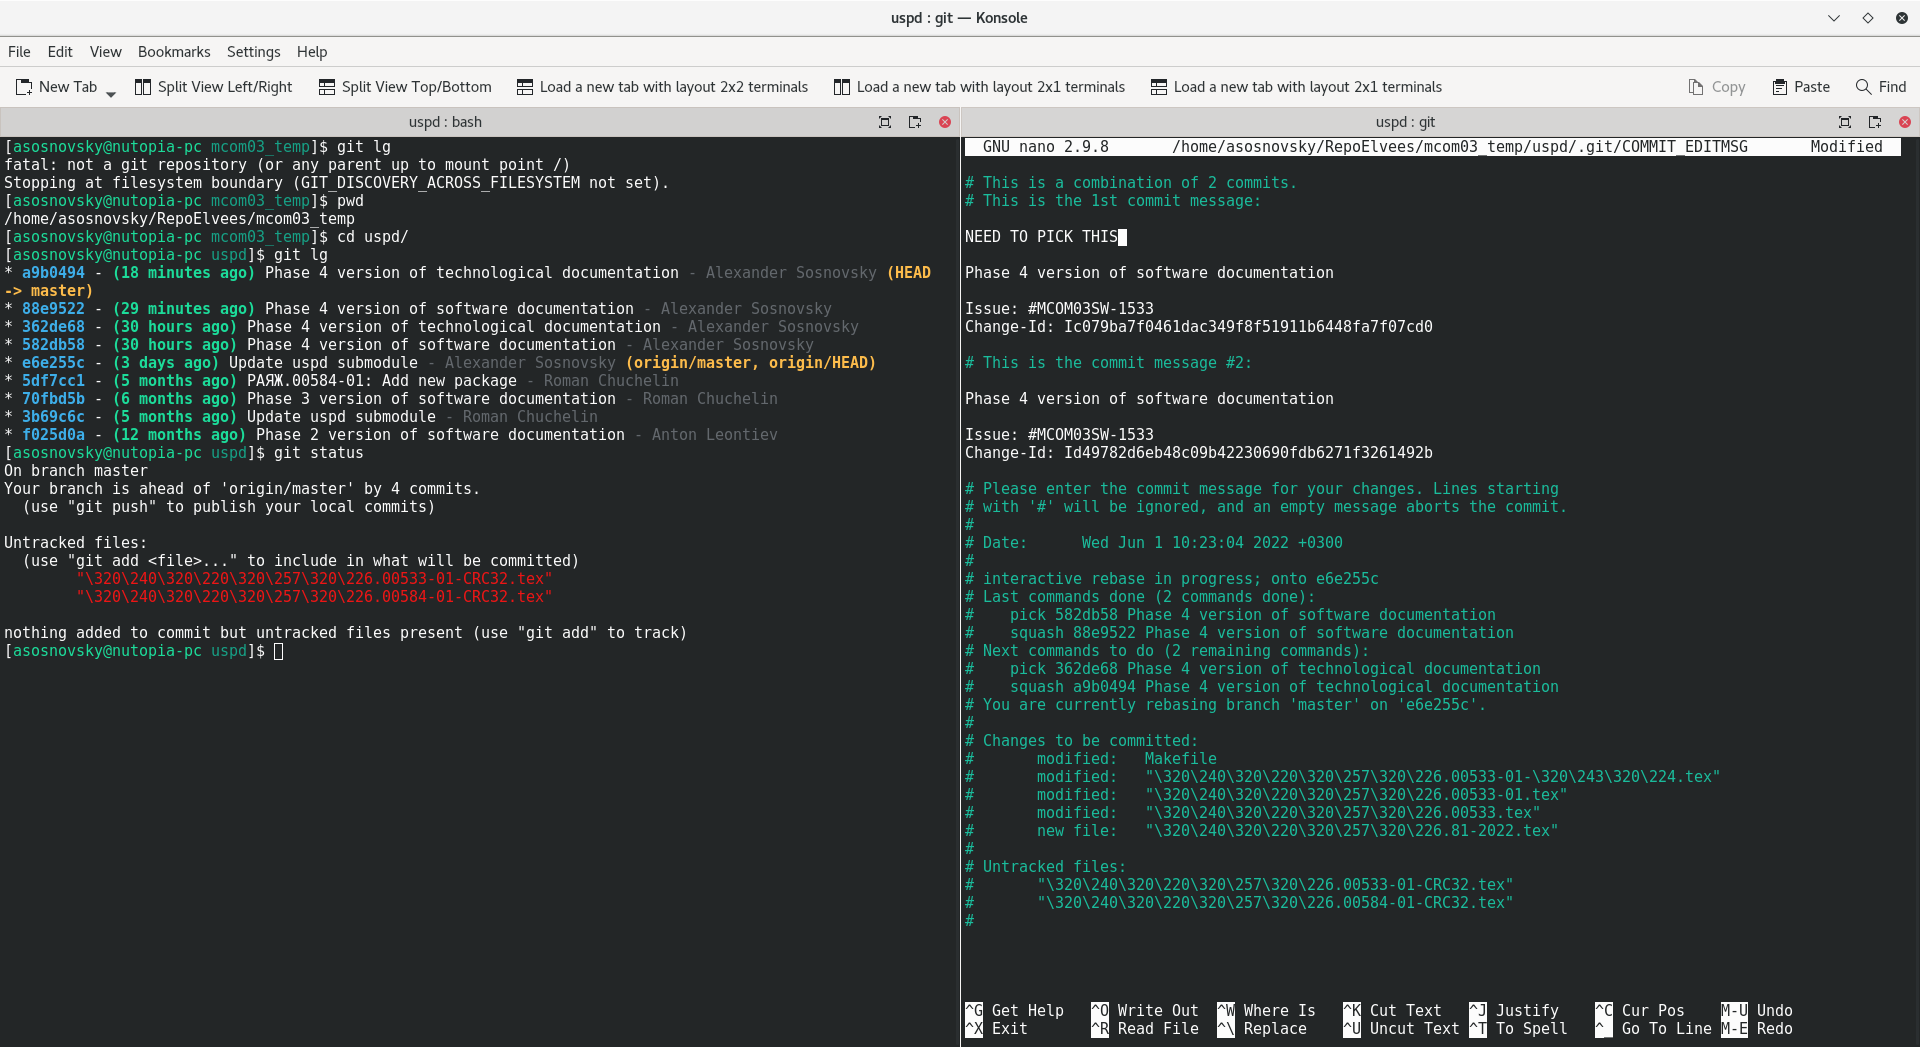 uspd : git — Konsole
File Edit View Bookmarks Settings Help
New Tab Split View Left/Right Split View Top/Bottom Load a new tab with layout 2x2 terminals Load a new tab with layout 2x1 terminals Load a new tab with layout 2x1 terminals Copy Paste Find
uspd : bash
[asosnovsky@nutopia-pc mcom03_temp]$ git lg
fatal: not a git repository (or any parent up to mount point /)
Stopping at filesystem boundary (GIT_DISCOVERY_ACROSS_FILESYSTEM not set).
[asosnovsky@nutopia-pc mcom03_temp]$ pwd
/home/asosnovsky/RepoElvees/mcom03_temp
[asosnovsky@nutopia-pc mcom03_temp]$ cd uspd/
[asosnovsky@nutopia-pc uspd]$ git lg
* a9b0494 - (18 minutes ago) Phase 4 version of technological documentation - Alexander Sosnovsky (HEAD
-> master)
* 88e9522 - (29 minutes ago) Phase 4 version of software documentation - Alexander Sosnovsky
* 362de68 - (30 hours ago) Phase 4 version of technological documentation - Alexander Sosnovsky
* 582db58 - (30 hours ago) Phase 4 version of software documentation - Alexander Sosnovsky
* e6e255c - (3 days ago) Update uspd submodule - Alexander Sosnovsky (origin/master, origin/HEAD)
* 5df7cc1 - (5 months ago) РАЯЖ.00584-01: Add new package - Roman Chuchelin
* 70fbd5b - (6 months ago) Phase 3 version of software documentation - Roman Chuchelin
* 3b69c6c - (5 months ago) Update uspd submodule - Roman Chuchelin
* f025d0a - (12 months ago) Phase 2 version of software documentation - Anton Leontiev
[asosnovsky@nutopia-pc uspd]$ git status
On branch master
Your branch is ahead of 'origin/master' by 4 commits.
(use "git push" to publish your local commits)
Untracked files:
(use "git add <file>..." to include in what will be committed)
"\320\240\320\220\320\257\320\226.00533-01-CRC32.tex"
"\320\240\320\220\320\257\320\226.00584-01-CRC32.tex"
nothing added to commit but untracked files present (use "git add" to track)
[asosnovsky@nutopia-pc uspd]$
uspd : git
GNU nano 2.9.8 /home/asosnovsky/RepoElvees/mcom03_temp/uspd/.git/COMMIT_EDITMSG Modified
# This is a combination of 2 commits.
# This is the 1st commit message:
NEED TO PICK THIS
Phase 4 version of software documentation
Issue: #MCOM03SW-1533
Change-Id: Ic079ba7f0461dac349f8f51911b6448fa7f07cd0
# This is the commit message #2:
Phase 4 version of software documentation
Issue: #MCOM03SW-1533
Change-Id: Id49782d6eb48c09b42230690fdb6271f3261492b
# Please enter the commit message for your changes. Lines starting
# with '#' will be ignored, and an empty message aborts the commit.
#
# Date: Wed Jun 1 10:23:04 2022 +0300
#
# interactive rebase in progress; onto e6e255c
# Last commands done (2 commands done):
# pick 582db58 Phase 4 version of software documentation
# squash 88e9522 Phase 4 version of software documentation
# Next commands to do (2 remaining commands):
# pick 362de68 Phase 4 version of technological documentation
# squash a9b0494 Phase 4 version of technological documentation
# You are currently rebasing branch 'master' on 'e6e255c'.
#
# Changes to be committed:
# modified: Makefile
# modified: "\320\240\320\220\320\257\320\226.00533-01-\320\243\320\224.tex"
# modified: "\320\240\320\220\320\257\320\226.00533-01.tex"
# modified: "\320\240\320\220\320\257\320\226.00533.tex"
# new file: "\320\240\320\220\320\257\320\226.81-2022.tex"
#
# Untracked files:
# "\320\240\320\220\320\257\320\226.00533-01-CRC32.tex"
# "\320\240\320\220\320\257\320\226.00584-01-CRC32.tex"
#
^G Get Help ^O Write Out ^W Where Is ^K Cut Text ^J Justify ^C Cur Pos M-U Undo
^X Exit ^R Read File ^\ Replace ^U Uncut Text ^T To Spell ^_ Go To Line M-E Redo